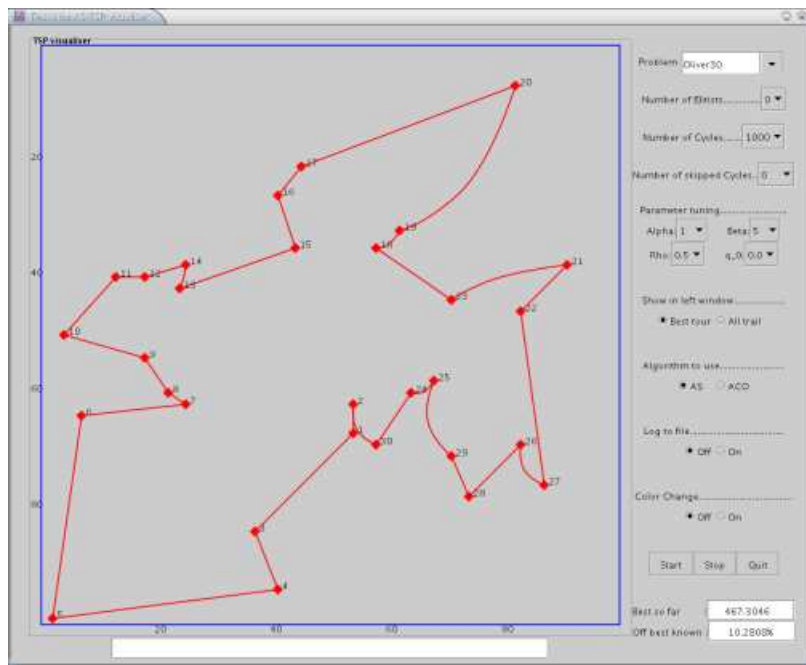 TSP visualiser
Problem Oliver30
Number of Elitists 0
Number of Cycles 1000
Number of skipped Cycles 0
Parameter tuning
Alpha: 1 Beta: 5
Rho: 0.5 q_0: 0.0
Show in left window
Best tour All trail
Algorithm to use
AS ACO
Log to file
Off On
Color Change
Off On
Start Stop Quit
Best so far 467.3046
Off best known 10.2808%
20
17
16
19
14
15
18
11
12
13
21
23
22
10
9
8
7
6
25
24
2
1
30
26
29
27
28
3
4
5
20
40
60
80
20
40
60
80